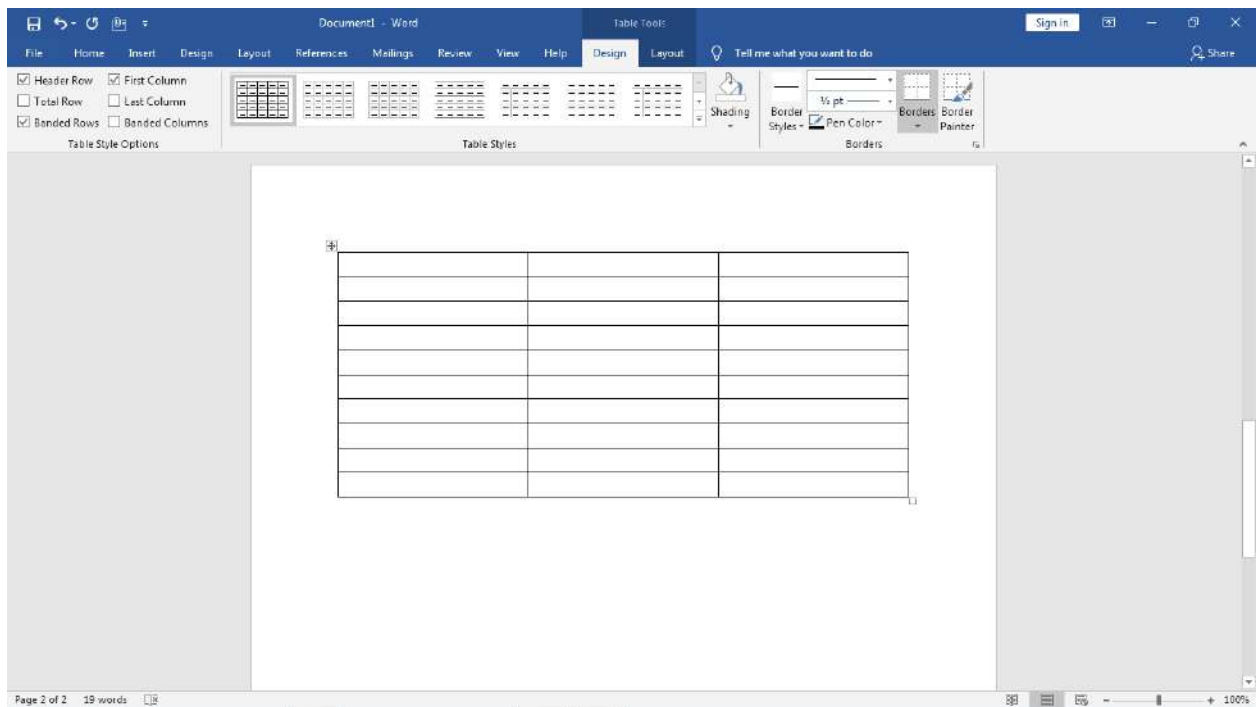 Document1 - Word
Table Tools
Sign in
File Home Insert Design Layout References Mailings Review View Help Design Layout Tell me what you want to do Share
Header Row First Column
Total Row Last Column
Banded Rows Banded Columns
Table Style Options
Table Styles
Shading
Border Styles
½ pt
Pen Color
Borders
Border Painter
Borders
Page 2 of 2 19 words
100%